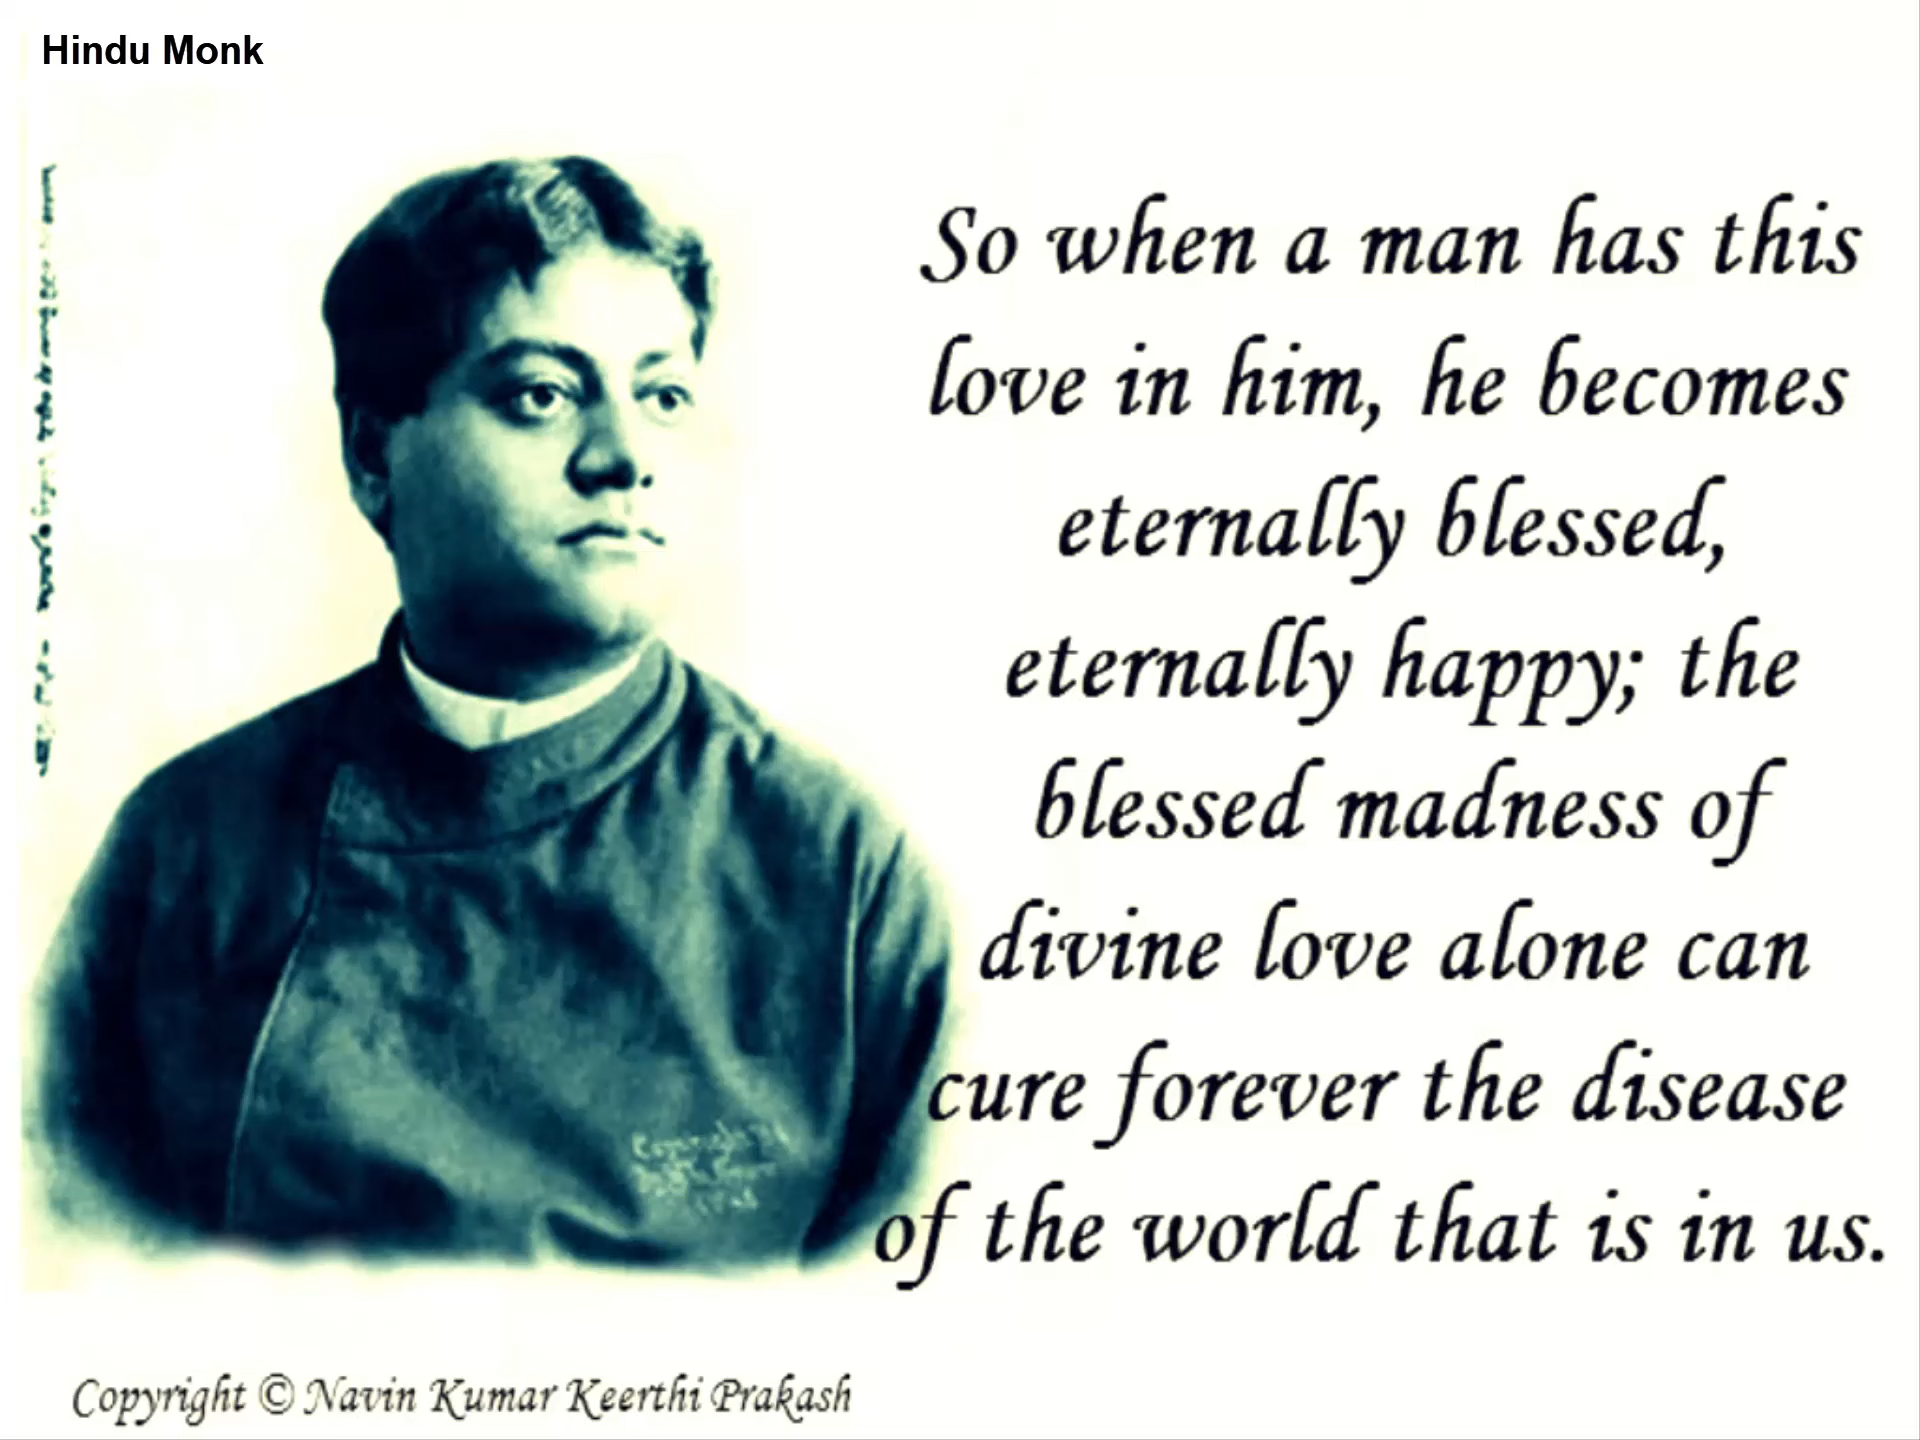 Hindu Monk
So when a man has this
love in him, he becomes
eternally blessed,
eternally happy; the
blessed madness of
divine love alone can
cure forever the disease
of the world that is in us.
Copyright © Navin Kumar Keerthi Prakash